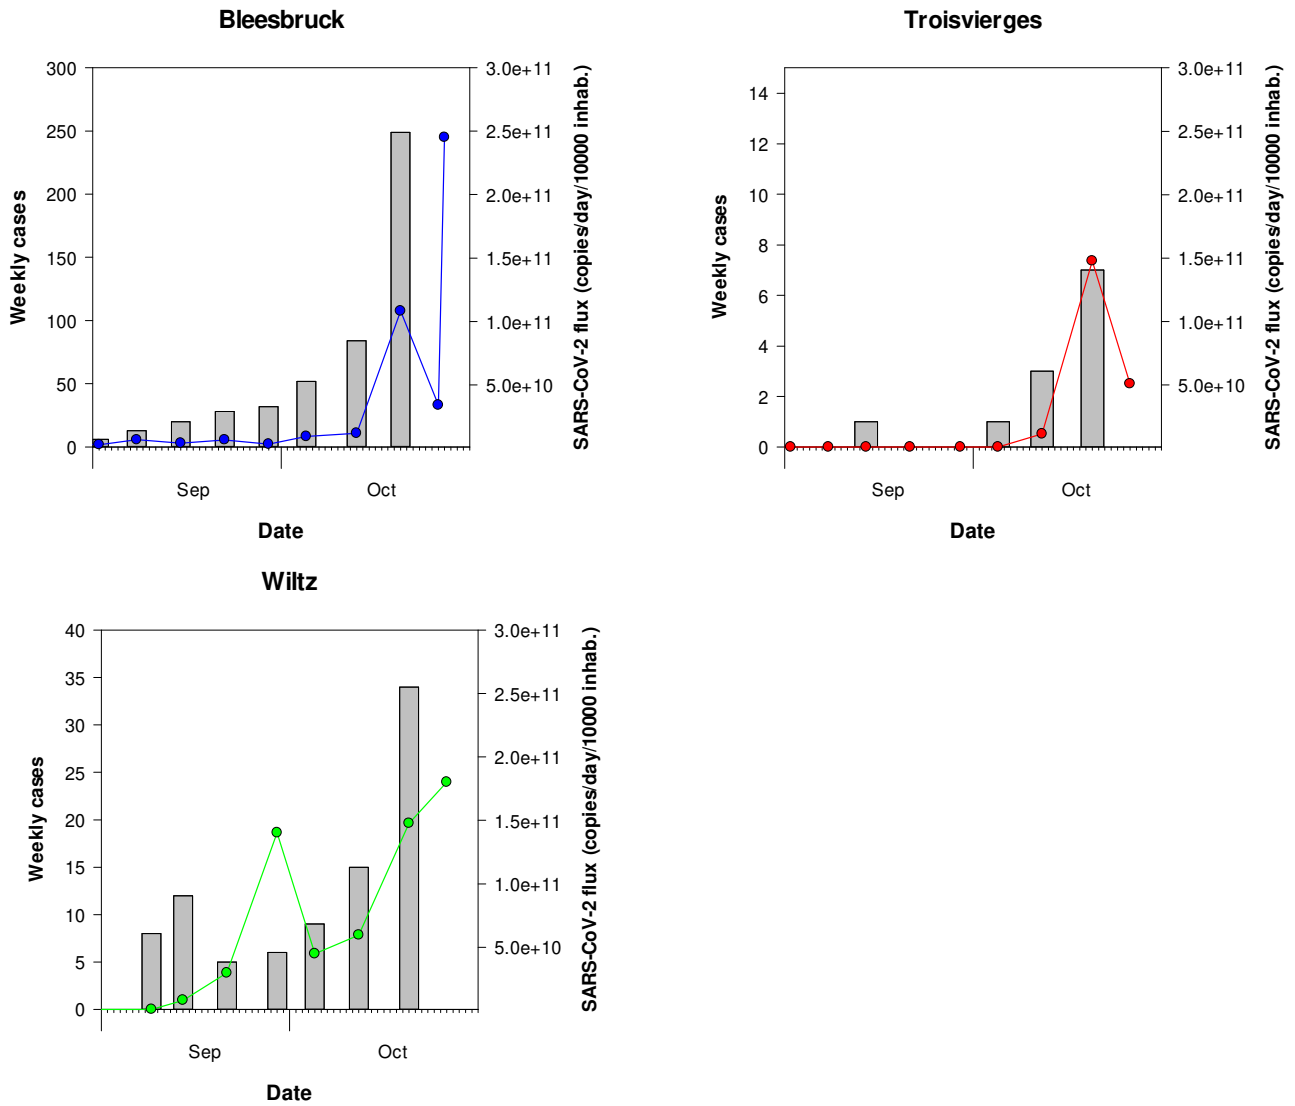 Bleesbruck
300
250
200
150
100
50
0
Weekly cases
3.0e+11
2.5e+11
2.0e+11
1.5e+11
1.0e+11
5.0e+10
SARS-CoV-2 flux (copies/day/10000 inhab.)
Sep
Oct
Date
Troisvierges
14
12
10
8
6
4
2
0
Weekly cases
3.0e+11
2.5e+11
2.0e+11
1.5e+11
1.0e+11
5.0e+10
SARS-CoV-2 flux (copies/day/10000 inhab.)
Sep
Oct
Date
Wiltz
40
35
30
25
20
15
10
5
0
Weekly cases
3.0e+11
2.5e+11
2.0e+11
1.5e+11
1.0e+11
5.0e+10
SARS-CoV-2 flux (copies/day/10000 inhab.)
Sep
Oct
Date